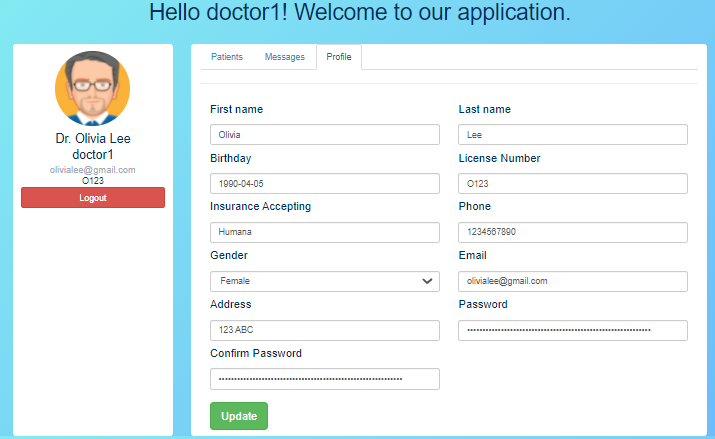 Hello doctor1! Welcome to our application.
Dr. Olivia Lee
doctor1
olivialee@gmail.com
O123
Logout
Patients Messages Profile
First name Last name
Olivia Lee
Birthday License Number
1990-04-05 O123
Insurance Accepting Phone
Humana 1234567890
Gender Email
Female olivialee@gmail.com
Address Password
123 ABC
Confirm Password
Update